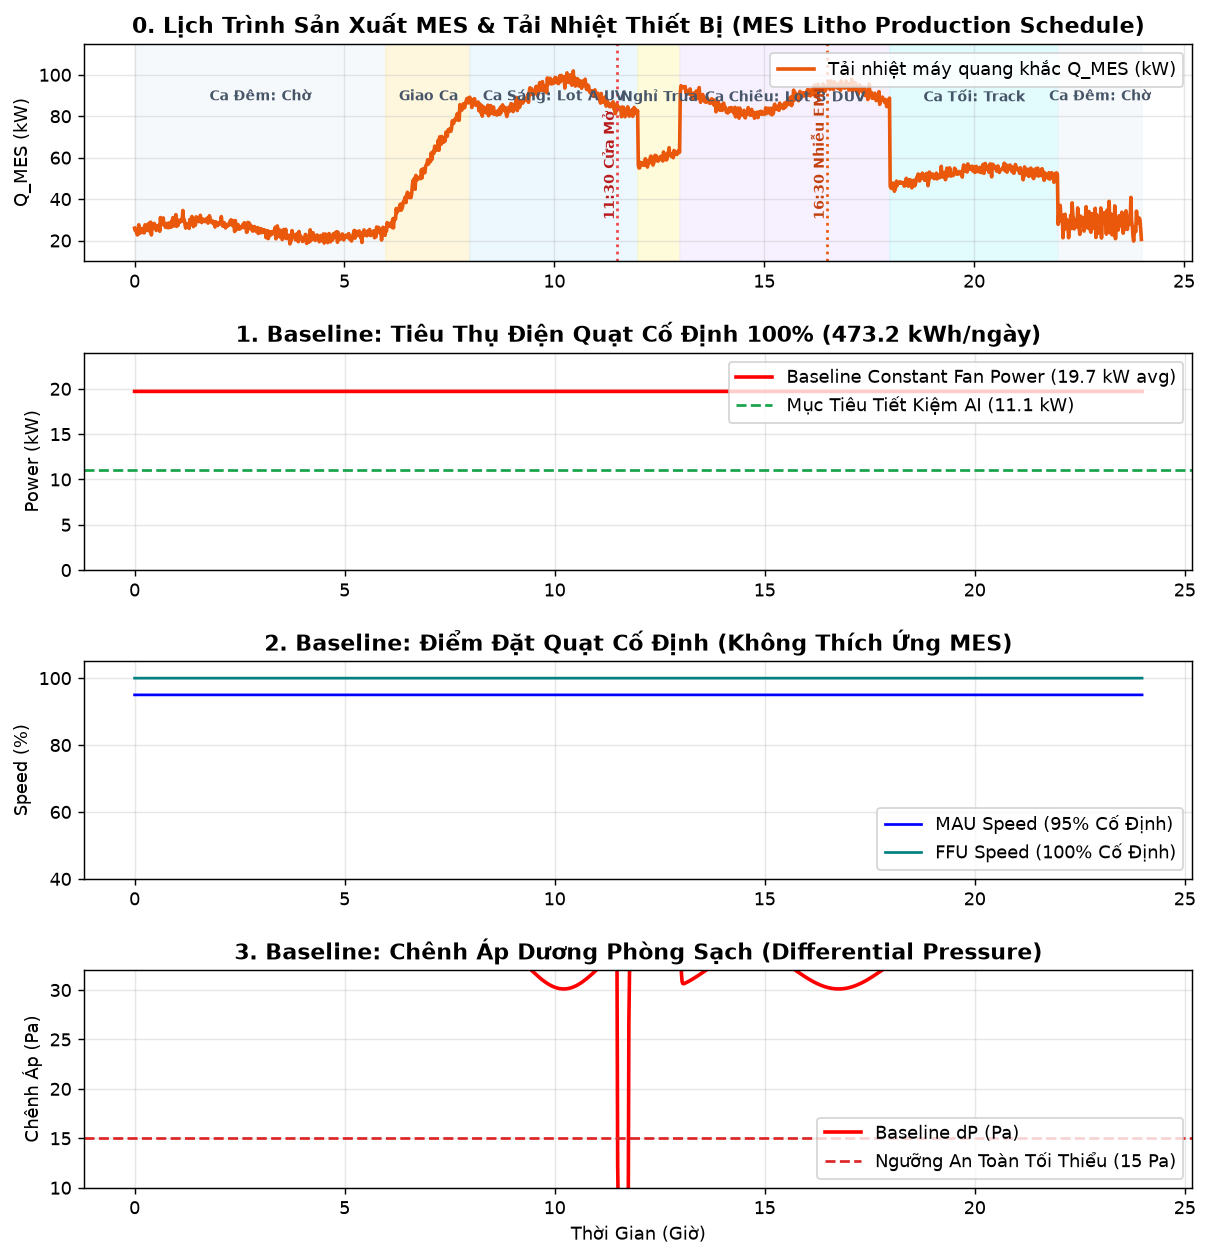 0. Lịch Trình Sản Xuất MES & Tải Nhiệt Thiết Bị (MES Litho Production Schedule)
Q_MES (kW)
100
80
60
40
20
Tải nhiệt máy quang khắc Q_MES (kW)
Ca Đêm: Chờ
Giao Ca
Ca Sáng: Lot A UV
Nghỉ Trưa
Ca Chiều: Lot B DUV
Ca Tối: Track
Ca Đêm: Chờ
11:30 Cửa Mở
16:30 Nhiễu
0 5 10 15 20 25
1. Baseline: Tiêu Thụ Điện Quạt Cố Định 100% (473.2 kWh/ngày)
Power (kW)
20
15
10
5
0
Baseline Constant Fan Power (19.7 kW avg)
Mục Tiêu Tiết Kiệm AI (11.1 kW)
0 5 10 15 20 25
2. Baseline: Điểm Đặt Quạt Cố Định (Không Thích Ứng MES)
Speed (%)
100
80
60
40
MAU Speed (95% Cố Định)
FFU Speed (100% Cố Định)
0 5 10 15 20 25
3. Baseline: Chênh Áp Dương Phòng Sạch (Differential Pressure)
Chênh Áp (Pa)
30
25
20
15
10
Baseline dP (Pa)
Ngưỡng An Toàn Tối Thiểu (15 Pa)
0 5 10 15 20 25
Thời Gian (Giờ)